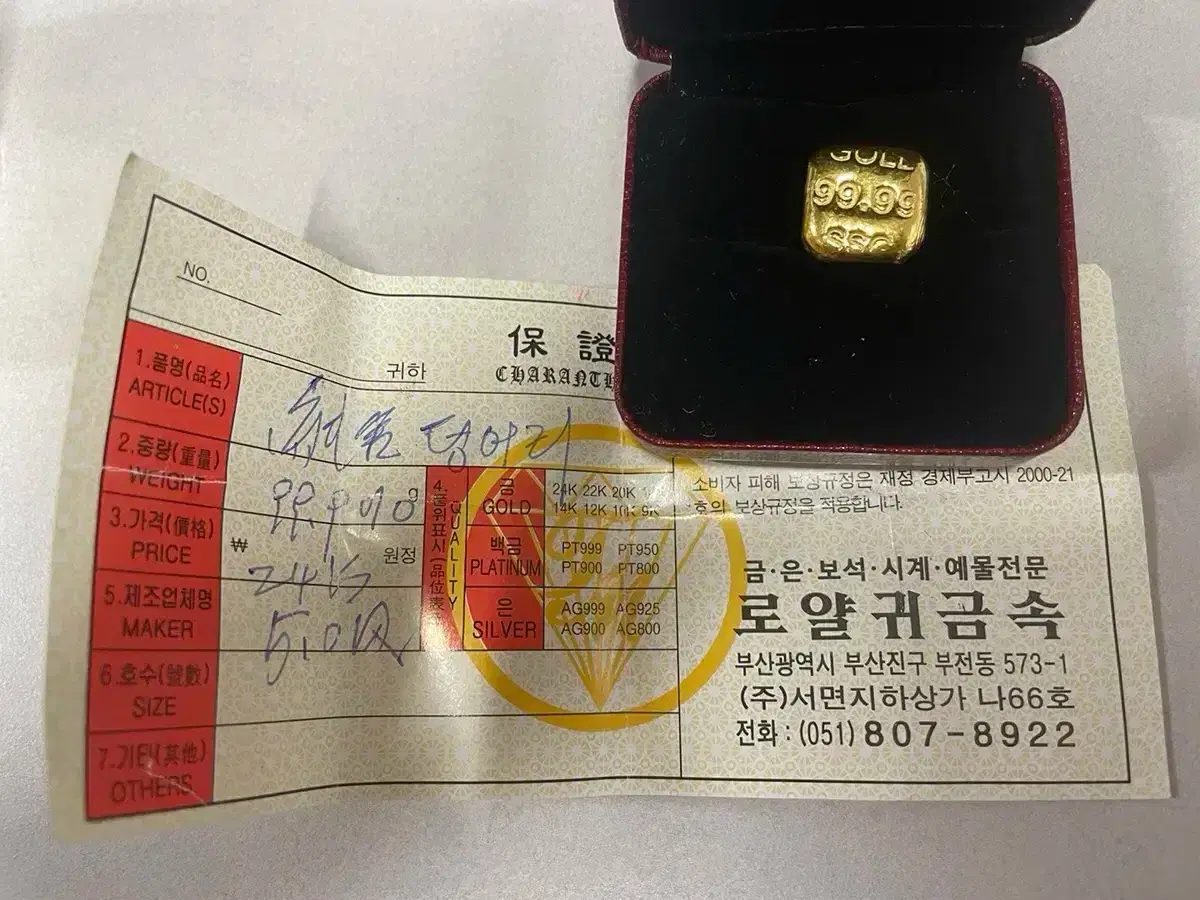 GOLD
99.99
SSG
NO.
保 證
귀하
CHARANTH
1.품명(品名)
ARTICLE(S)
덩어리
2.중량(重量)
WEIGHT
g
3.가격(價格)
PRICE
₩
원정
24K
5.제조업체명
MAKER
6.호수(號數)
SIZE
7.기타(其他)
OTHERS
4.품위표시(品位表
QUALITY
금
GOLD
24K 22K 20K
14K 12K 10K 9K
백금
PLATINUM
PT999 PT950
PT900 PT800
은
SILVER
AG999 AG925
AG900 AG800
소비자 피해 보상규정은 재정 경제부고시 2000-21
호의 보상규정을 적용합니다.
금·은·보석·시계·예물전문
로얄귀금속
부산광역시 부산진구 부전동 573-1
(주)서면지하상가 나66호
전화 : (051) 807-8922